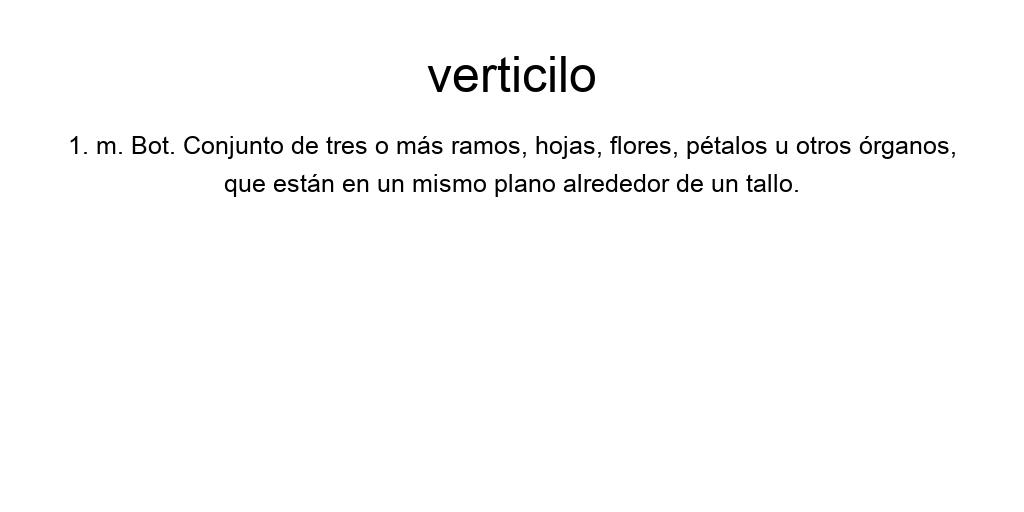 verticilo
1. m. Bot. Conjunto de tres o más ramos, hojas, flores, pétalos u otros órganos,
que están en un mismo plano alrededor de un tallo.